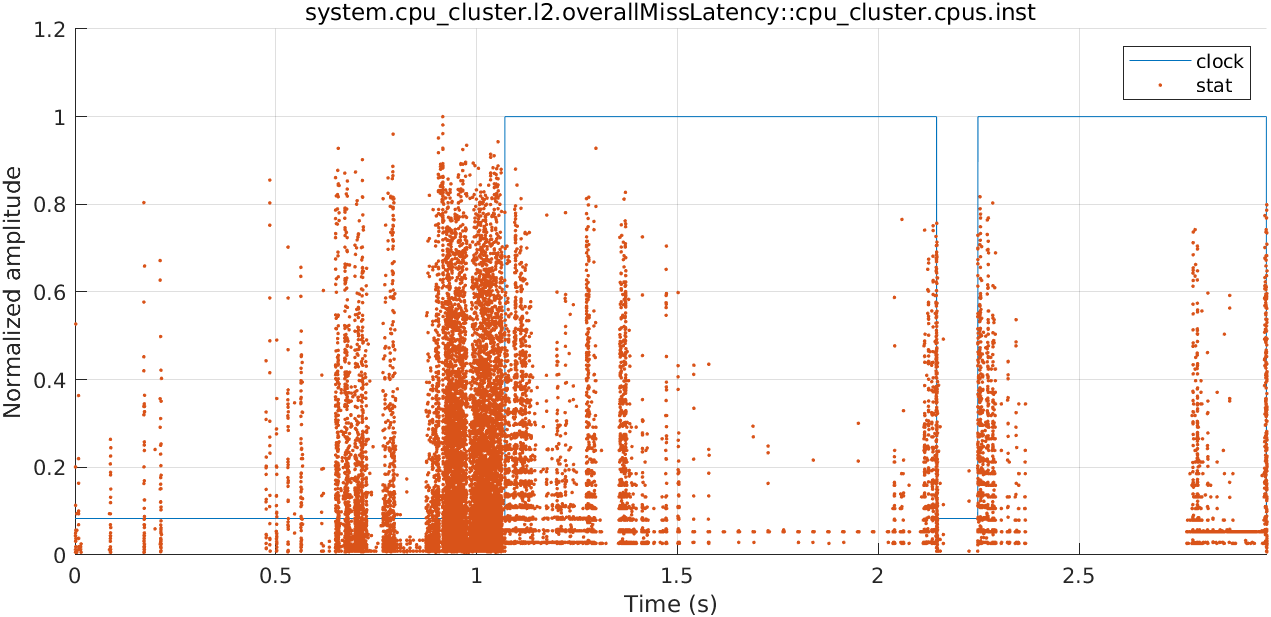 system.cpu_cluster.l2.overallMissLatency::cpu_cluster.cpus.inst
1.2
1
0.8
0.6
0.4
0.2
0
Normalized amplitude
clock
stat
0 0.5 1 1.5 2 2.5
Time (s)